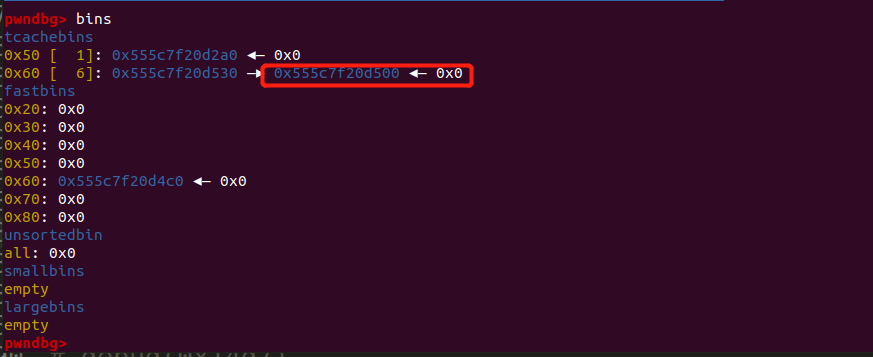 pwndbg> bins
tcachebins
0x50 [  1]: 0x555c7f20d2a0 ◂— 0x0
0x60 [  6]: 0x555c7f20d530 —▸ 0x555c7f20d500 ◂— 0x0
fastbins
0x20: 0x0
0x30: 0x0
0x40: 0x0
0x50: 0x0
0x60: 0x555c7f20d4c0 ◂— 0x0
0x70: 0x0
0x80: 0x0
unsortedbin
all: 0x0
smallbins
empty
largebins
empty
pwndbg>